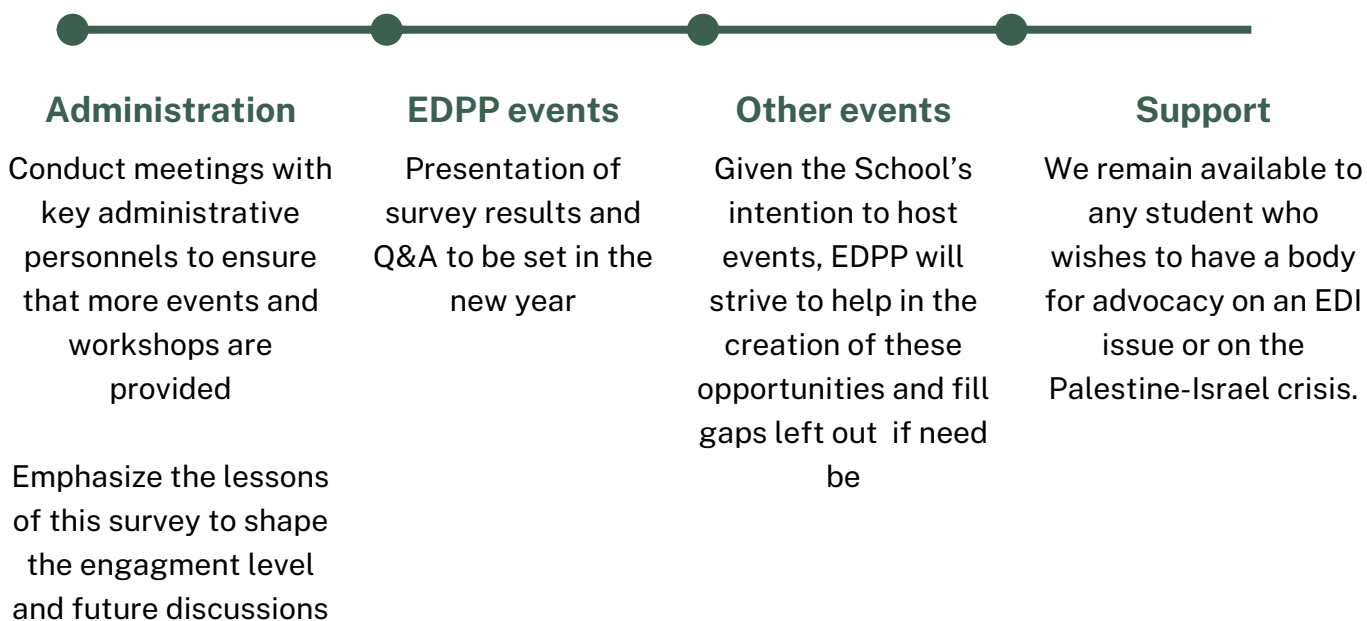 Administration
Conduct meetings with
key administrative
personnels to ensure
that more events and
workshops are
provided
Emphasize the lessons
of this survey to shape
the engagment level
and future discussions
EDPP events
Presentation of
survey results and
Q&A to be set in the
new year
Other events
Given the School’s
intention to host
events, EDPP will
strive to help in the
creation of these
opportunities and fill
gaps left out  if need
be
Support
We remain available to
any student who
wishes to have a body
for advocacy on an EDI
issue or on the
Palestine-Israel crisis.